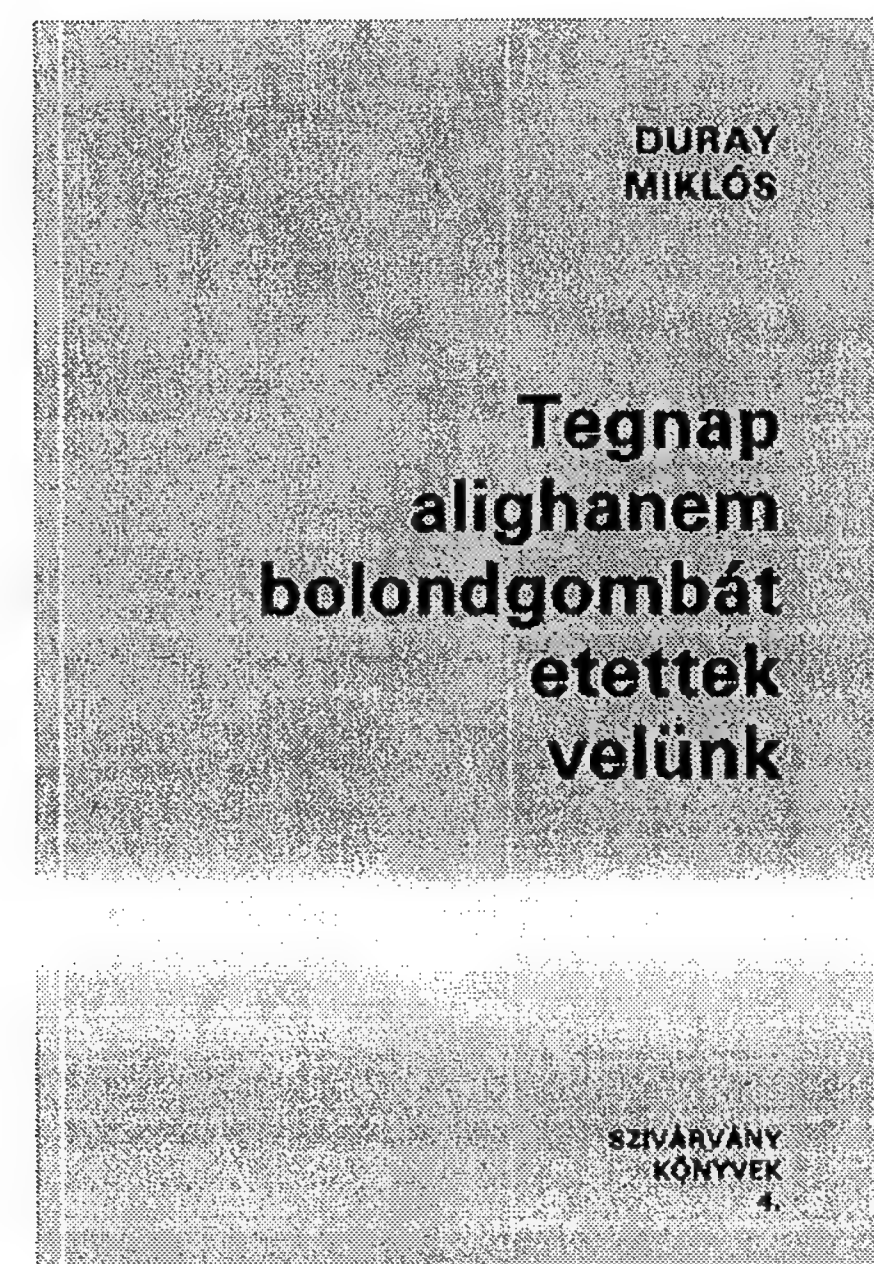 DURAY
MIKLÓS
Tegnap
alighanem
bolondgombát
etettek
velünk
SZIVÁRVÁNY
KÖNYVEK
4.